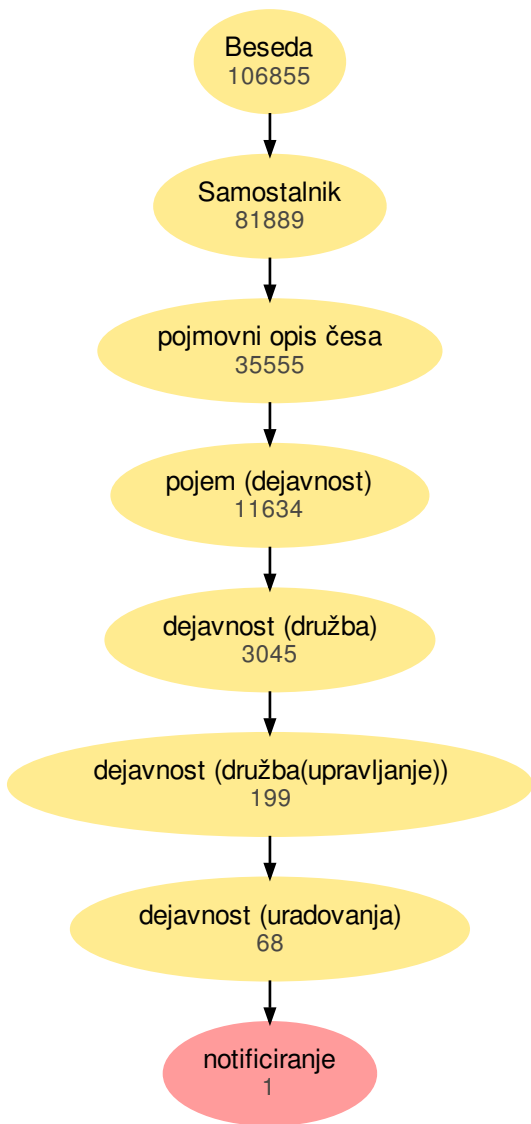 Beseda
106855
Samostalnik
81889
pojmovni opis česa
35555
pojem (dejavnost)
11634
dejavnost (družba)
3045
dejavnost (družba(upravljanje))
199
dejavnost (uradovanja)
68
notificiranje
1